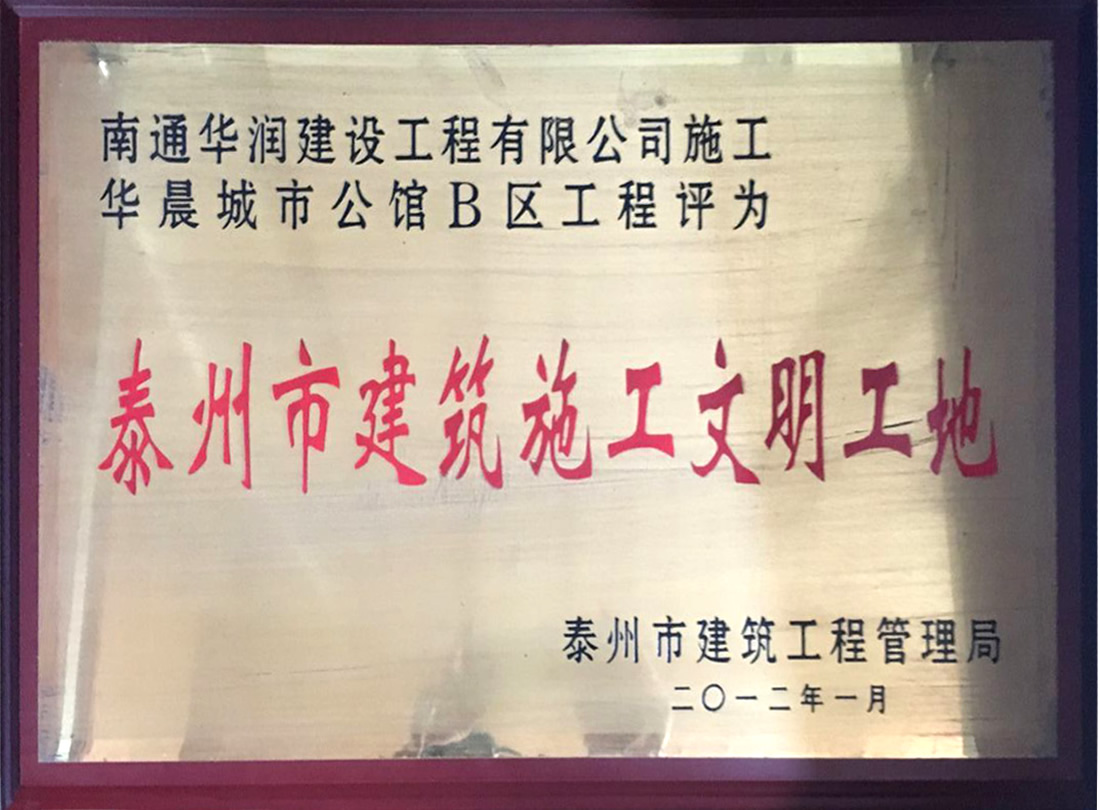 南通华润建设工程有限公司施工
华晨城市公馆B区工程评为
泰州市建筑施工文明工地
泰州市建筑工程管理局
二〇一二年一月